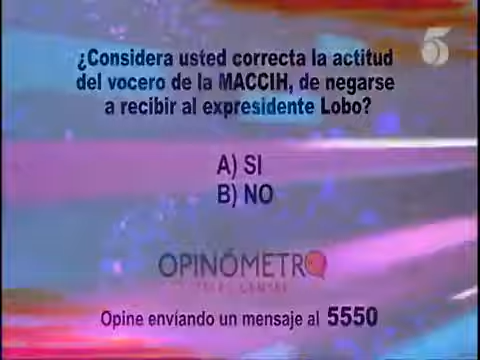 5
¿Considera usted correcta la actitud
del vocero de la MACCIH, de negarse
a recibir al expresidente Lobo?
A) SI
B) NO
OPINÓMETRO
Opine enviando un mensaje al 5550